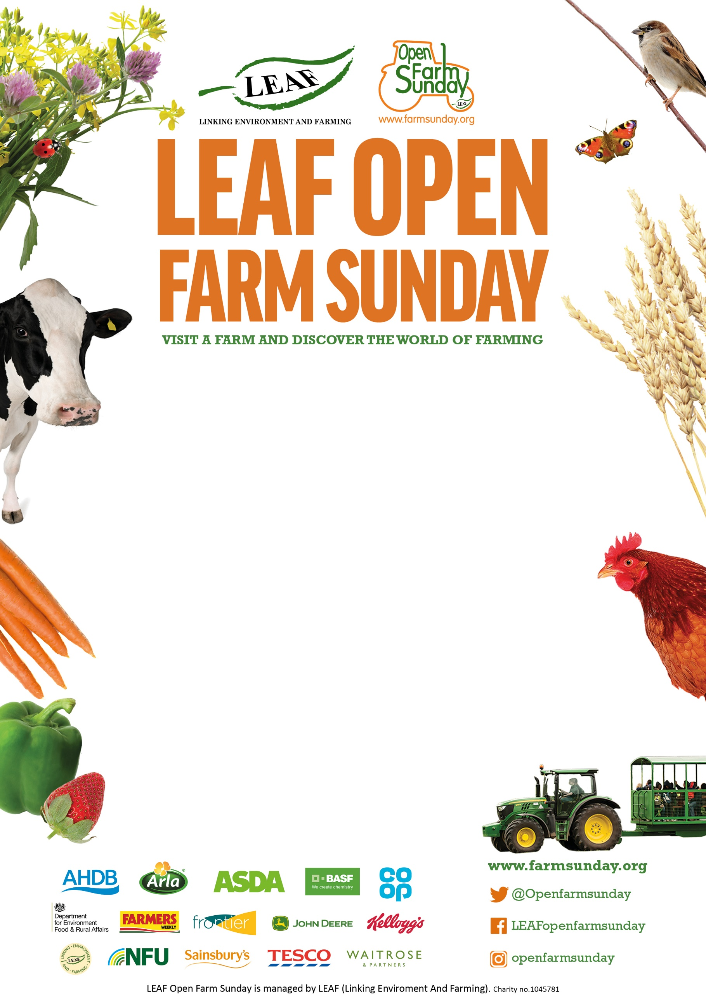 LEAF
LINKING ENVIRONMENT AND FARMING
Open
Farm
Sunday
LEAF
www.farmsunday.org
LEAF OPEN
FARM SUNDAY
VISIT A FARM AND DISCOVER THE WORLD OF FARMING
AHDB
Arla®
ASDA
BASF
We create chemistry
CO
OP
Department
for Environment
Food & Rural Affairs
FARMERS
WEEKLY
frontier
JOHN DEERE
Kellogg's
LINKING · ENVIRONMENT · AND · FARMING ·
LEAF
NFU
Sainsbury's
TESCO
WAITROSE
& PARTNERS
www.farmsunday.org
@Openfarmsunday
LEAFopenfarmsunday
openfarmsunday
LEAF Open Farm Sunday is managed by LEAF (Linking Enviroment And Farming). Charity no.1045781